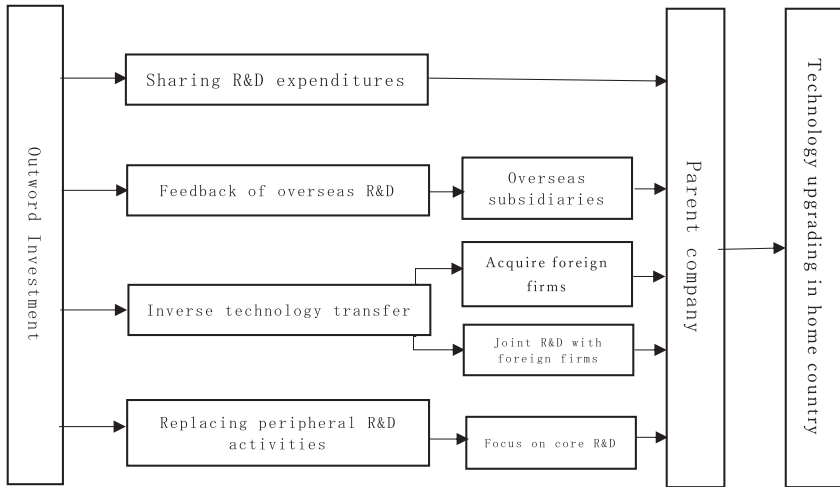 Outword Investment
Sharing R&D expenditures
Feedback of overseas R&D
Overseas
subsidiaries
Inverse technology transfer
Acquire foreign
firms
Joint R&D with
foreign firms
Replacing peripheral R&D
activities
Focus on core R&D
Parent company
Technology upgrading in home country